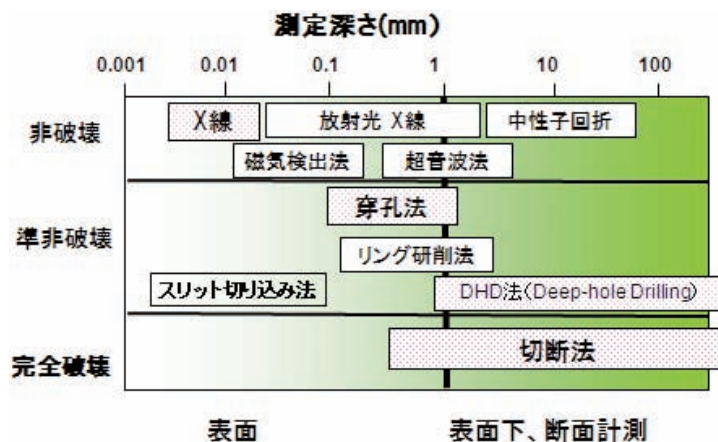 測定深さ(mm)
0.001 0.01 0.1 1 10 100
非破壊
X線 放射光 X線 中性子回折
磁気検出法 超音波法
準非破壊
穿孔法
リング研削法
スリット切り込み法 DHD法(Deep-hole Drilling)
完全破壊
切断法
表面 表面下、断面計測